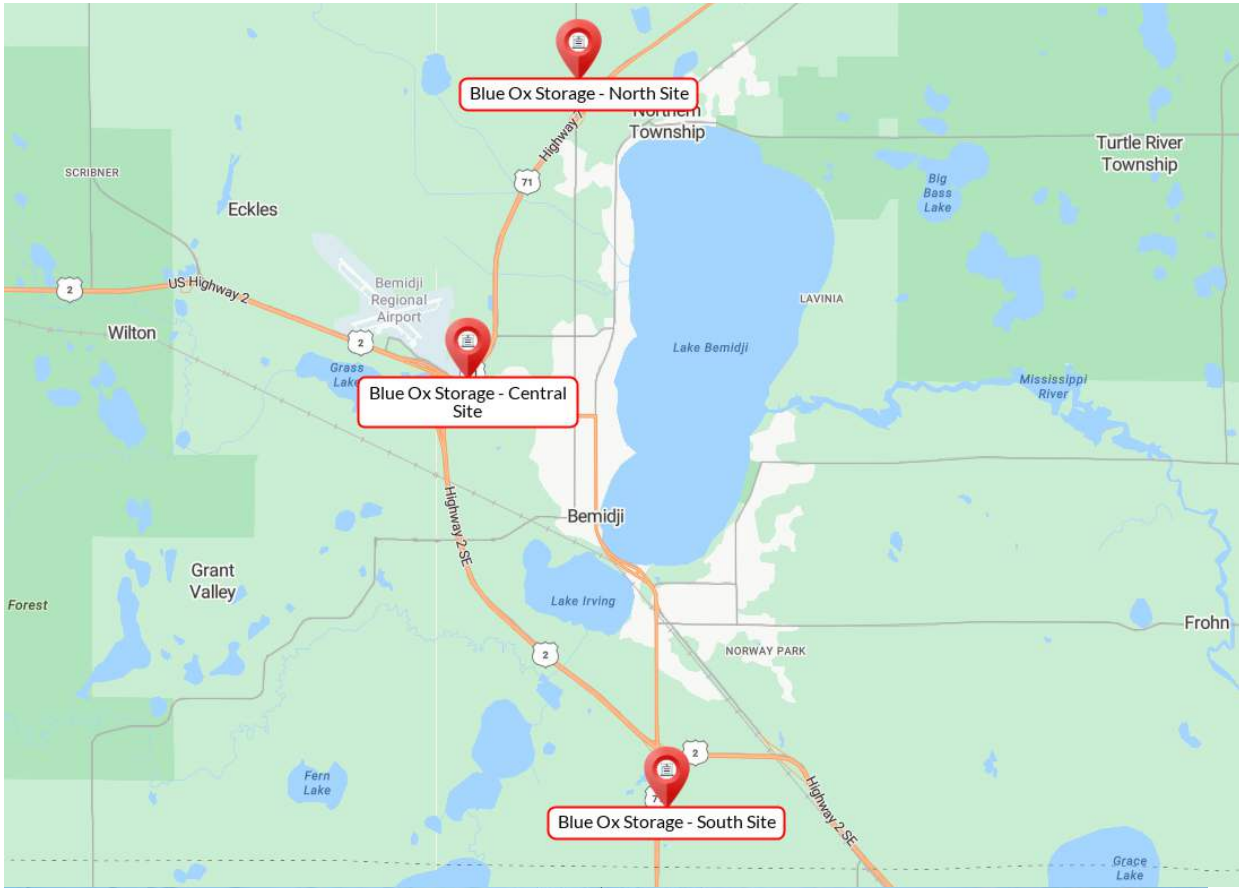 Blue Ox Storage - North Site
Northern
Township
Highway 7
Turtle River
Township
SCRIBNER
71
Big
Bass
Lake
Eckles
Bemidji
Regional
Airport
US Highway 2
2
LAVINIA
Wilton
2
Lake Bemidji
Grass
Lake
Mississippi
River
Blue Ox Storage - Central
Site
Highway 2 SE
Bemidji
Grant
Valley
Forest
Lake Irving
Frohn
2
NORWAY PARK
2
Fern
Lake
Highway 2 SE
Blue Ox Storage - South Site
Grace
Lake